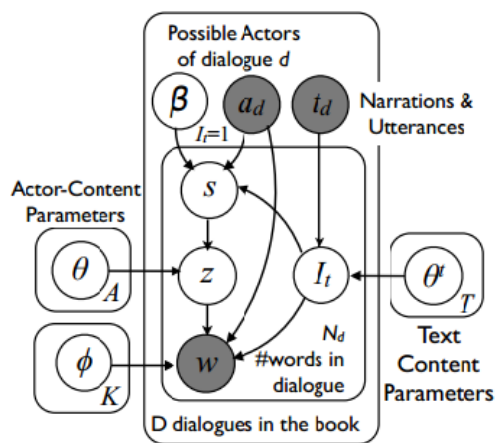 Possible Actors
of dialogue d
β
a_d
t_d
Narrations &
Utterances
I_t=1
s
Actor-Content
Parameters
θ
A
z
I_t
θ^t
T
N_d
#words in
dialogue
Text
Content
Parameters
ϕ
K
w
D dialogues in the book